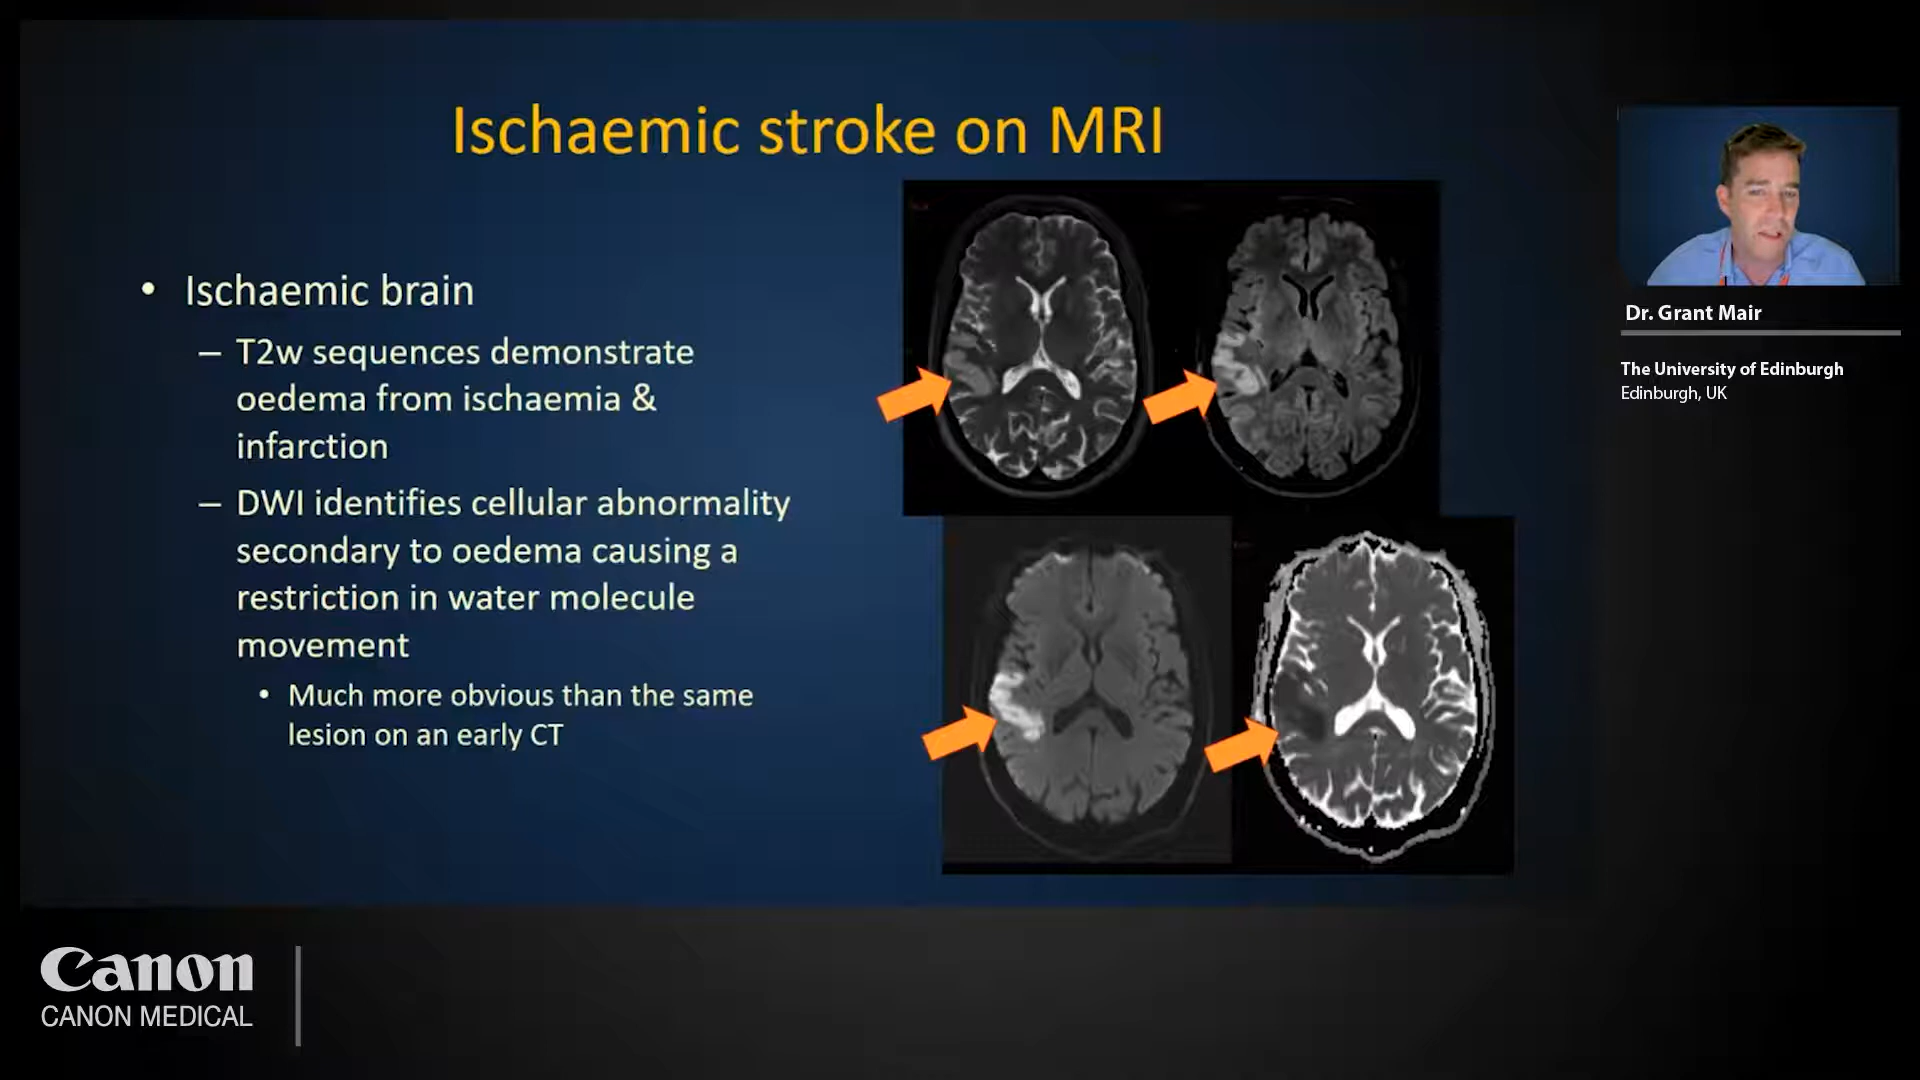 Ischaemic stroke on MRI
• Ischaemic brain
– T2w sequences demonstrate
oedema from ischaemia &
infarction
– DWI identifies cellular abnormality
secondary to oedema causing a
restriction in water molecule
movement
• Much more obvious than the same
lesion on an early CT
Dr. Grant Mair
The University of Edinburgh
Edinburgh, UK
Canon
CANON MEDICAL